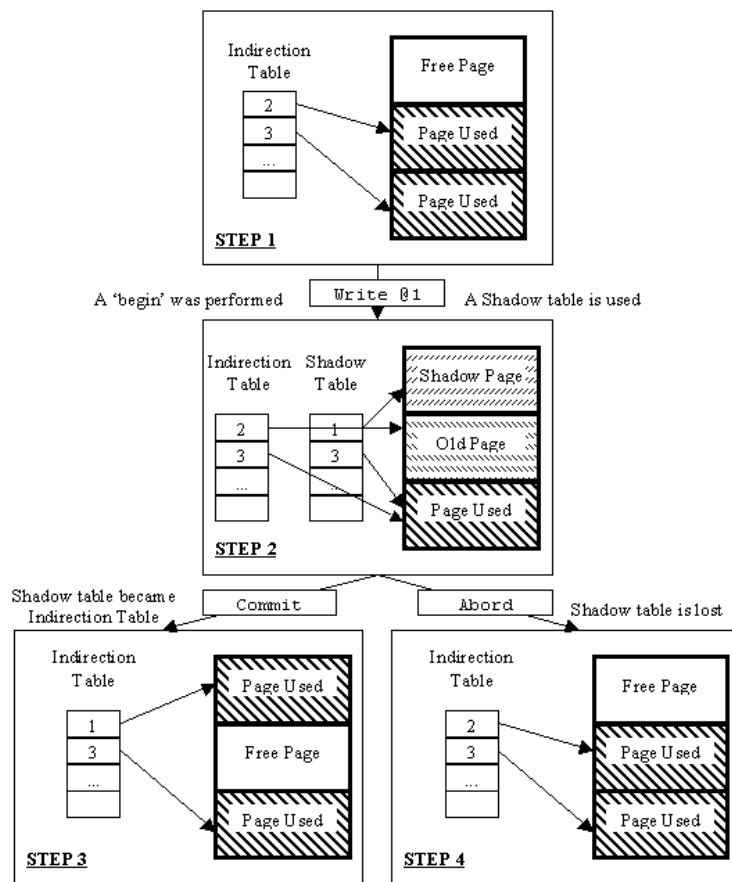 Indirection
Table
2
3
...
Free Page
Page Used
Page Used
STEP 1
A 'begin' was performed
Write @1
A Shadow table is used
Indirection
Table
Shadow
Table
2
3
...
1
3
...
Shadow Page
Old Page
Page Used
STEP 2
Shadow table became
Indirection Table
Commit
Abord
Shadow table is lost
Indirection
Table
1
3
...
Page Used
Free Page
Page Used
STEP 3
Indirection
Table
2
3
...
Free Page
Page Used
Page Used
STEP 4